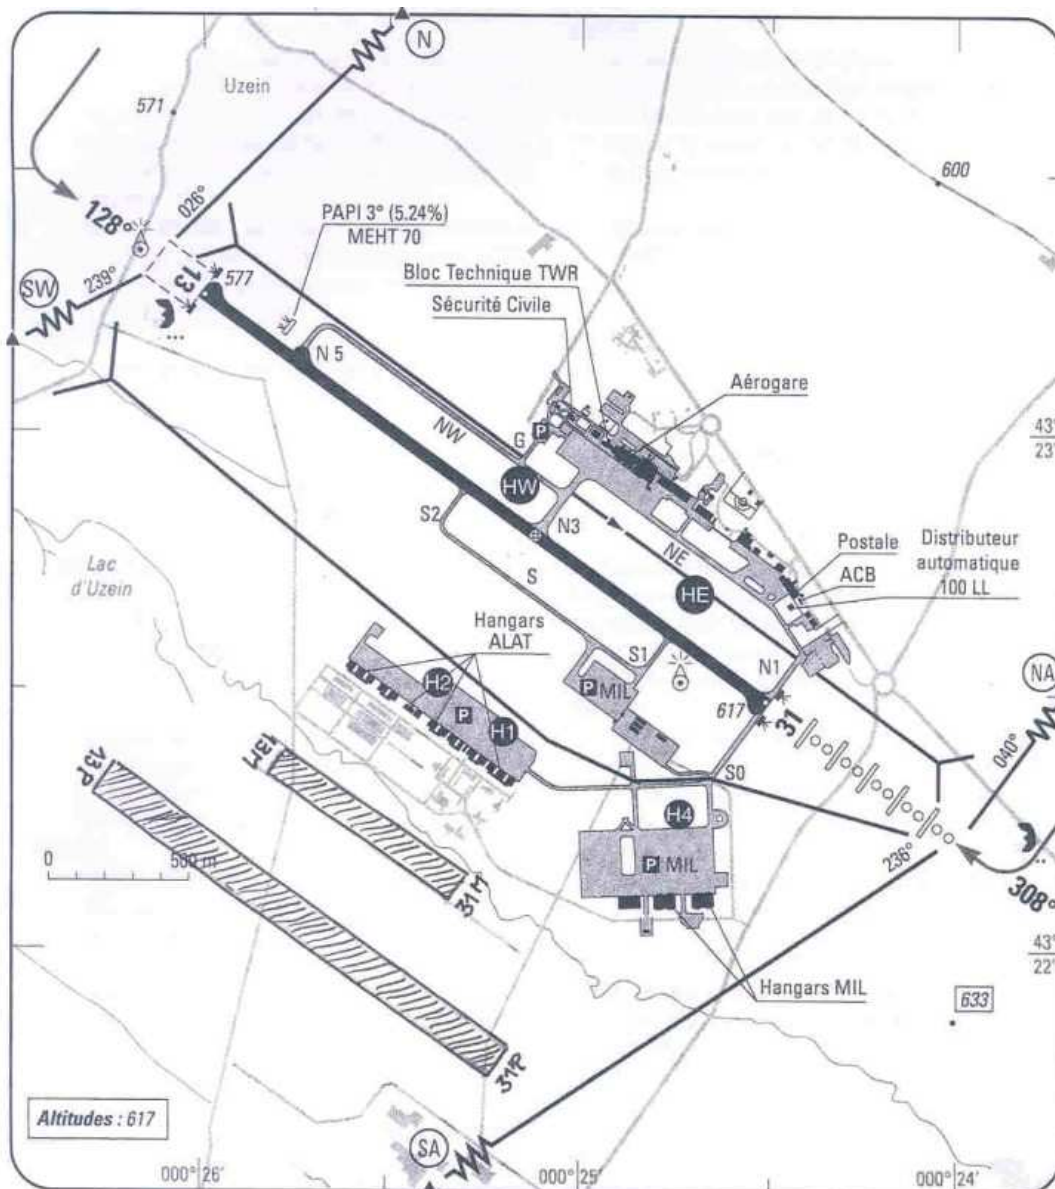 N
Uzein
571
600
026°
128°
PAPI 3° (5.24%)
MEHT 70
Bloc Technique TWR
Sécurité Civile
SW
239°
13
577
N 5
Aérogare
NW
G
P
43°
23'
HW
S2
N3
NE
Postale
ACB
Distributeur
automatique
100 LL
Lac
d'Uzein
S
HE
Hangars
ALAT
S1
N1
NA
H2
P
P MIL
H1
617
31
040°
S0
13P
13M
H4
0
500 m
P MIL
31M
236°
308°
43°
22'
Hangars MIL
633
31P
Altitudes : 617
SA
000° 26'
000° 25'
000° 24'